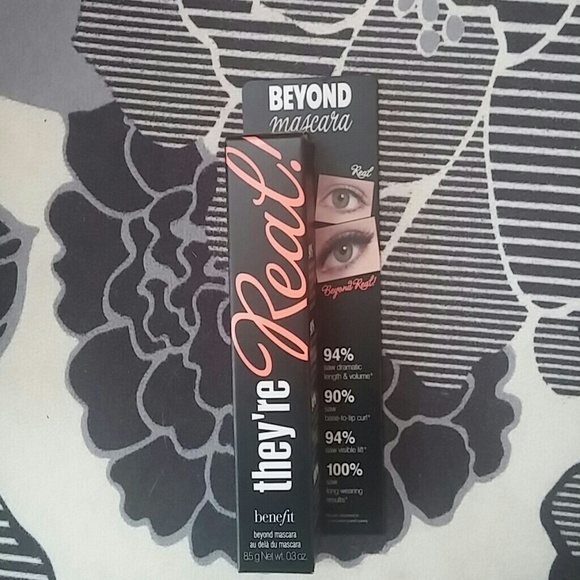 BEYOND
mascara
Real
Beyond Real!
94%
saw dramatic
length & volume*
90%
saw
base-to-tip curl*
94%
saw visible lift*
100%
saw
long-wearing
results*
they're Real!
benefit
beyond mascara
au delà du mascara
8.5 g Net wt. 0.3 oz.